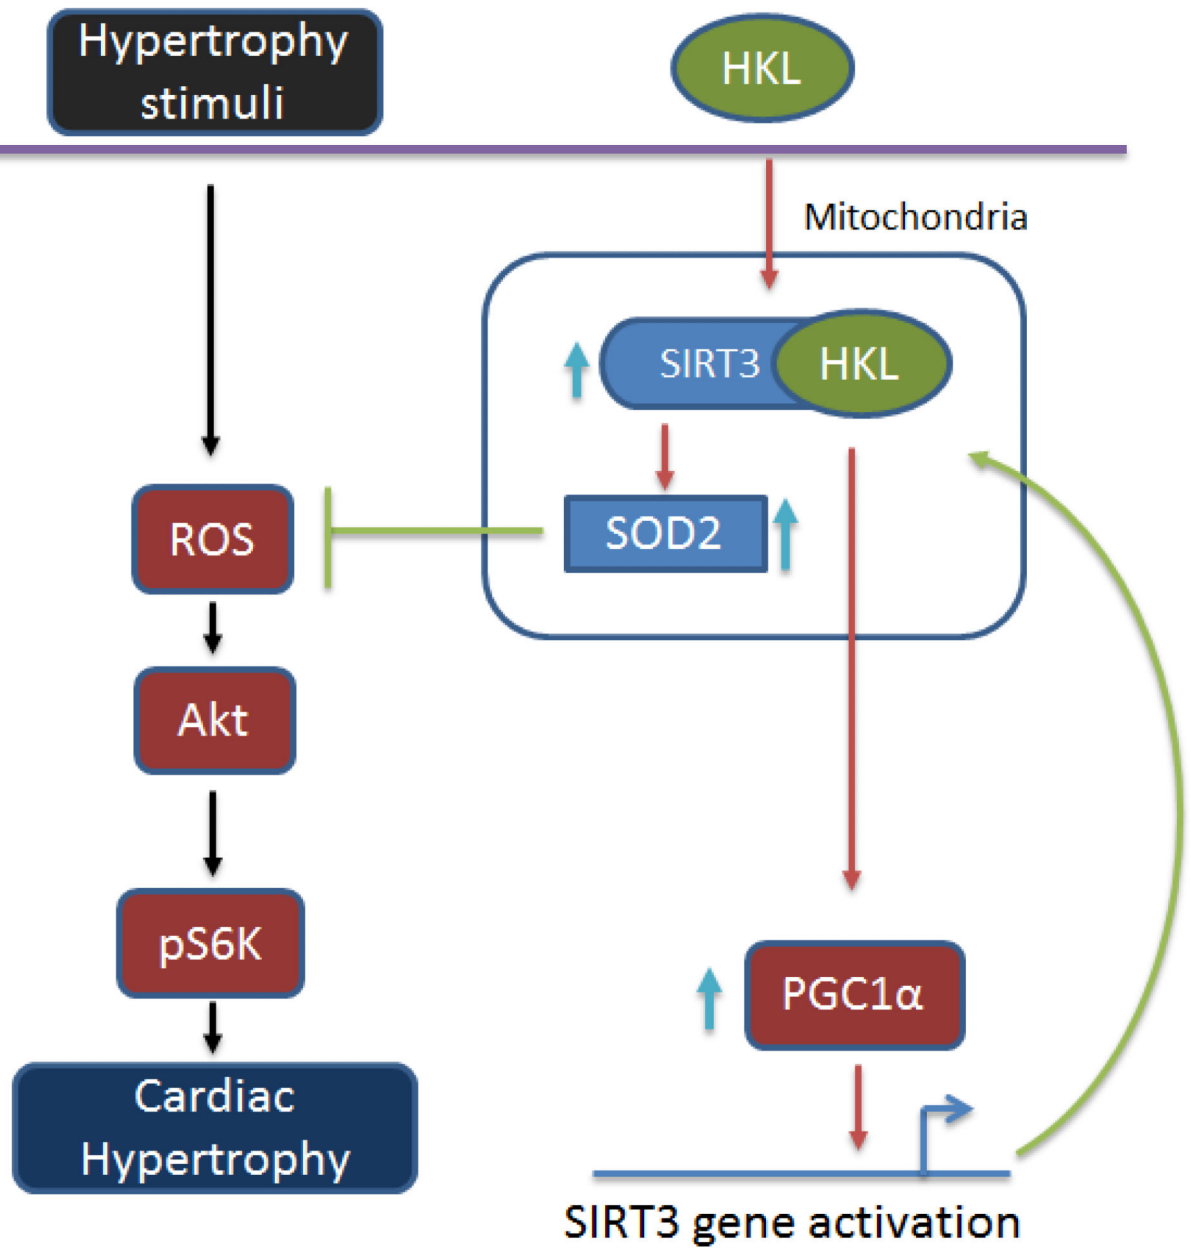 Hypertrophy
stimuli
HKL
Mitochondria
SIRT3
HKL
SOD2
ROS
Akt
pS6K
PGC1α
Cardiac
Hypertrophy
SIRT3 gene activation